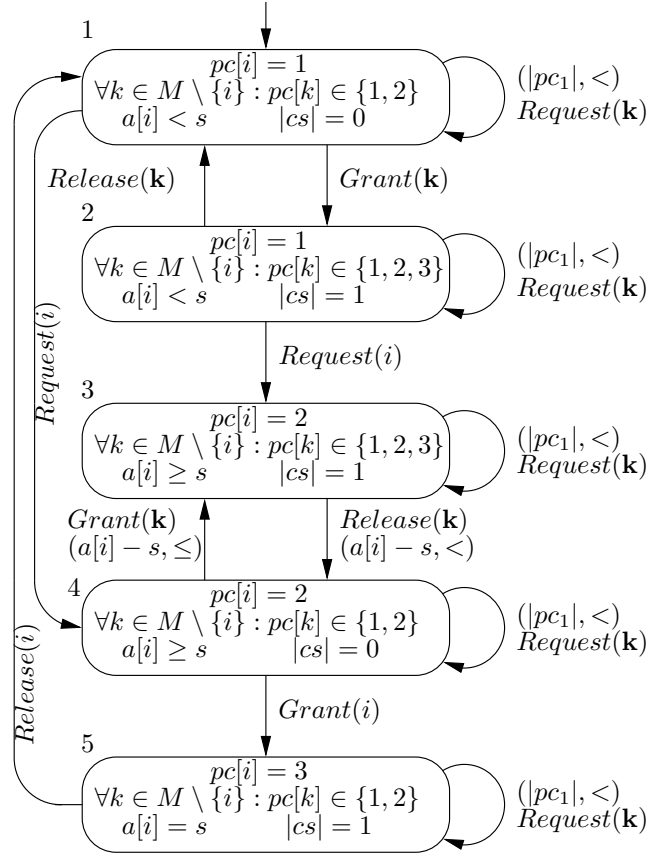 1
pc[i] = 1
∀k ∈ M \ {i} : pc[k] ∈ {1, 2}
a[i] < s |cs| = 0
(|pc₁|, <)
Request(𝐤)
Release(𝐤)
Grant(𝐤)
2
pc[i] = 1
∀k ∈ M \ {i} : pc[k] ∈ {1, 2, 3}
a[i] < s |cs| = 1
(|pc₁|, <)
Request(𝐤)
Request(i)
Request(i)
3
pc[i] = 2
∀k ∈ M \ {i} : pc[k] ∈ {1, 2, 3}
a[i] ≥ s |cs| = 1
(|pc₁|, <)
Request(𝐤)
Grant(𝐤)
(a[i] − s, ≤)
Release(𝐤)
(a[i] − s, <)
4
pc[i] = 2
∀k ∈ M \ {i} : pc[k] ∈ {1, 2}
a[i] ≥ s |cs| = 0
(|pc₁|, <)
Request(𝐤)
Release(i)
Grant(i)
5
pc[i] = 3
∀k ∈ M \ {i} : pc[k] ∈ {1, 2}
a[i] = s |cs| = 1
(|pc₁|, <)
Request(𝐤)